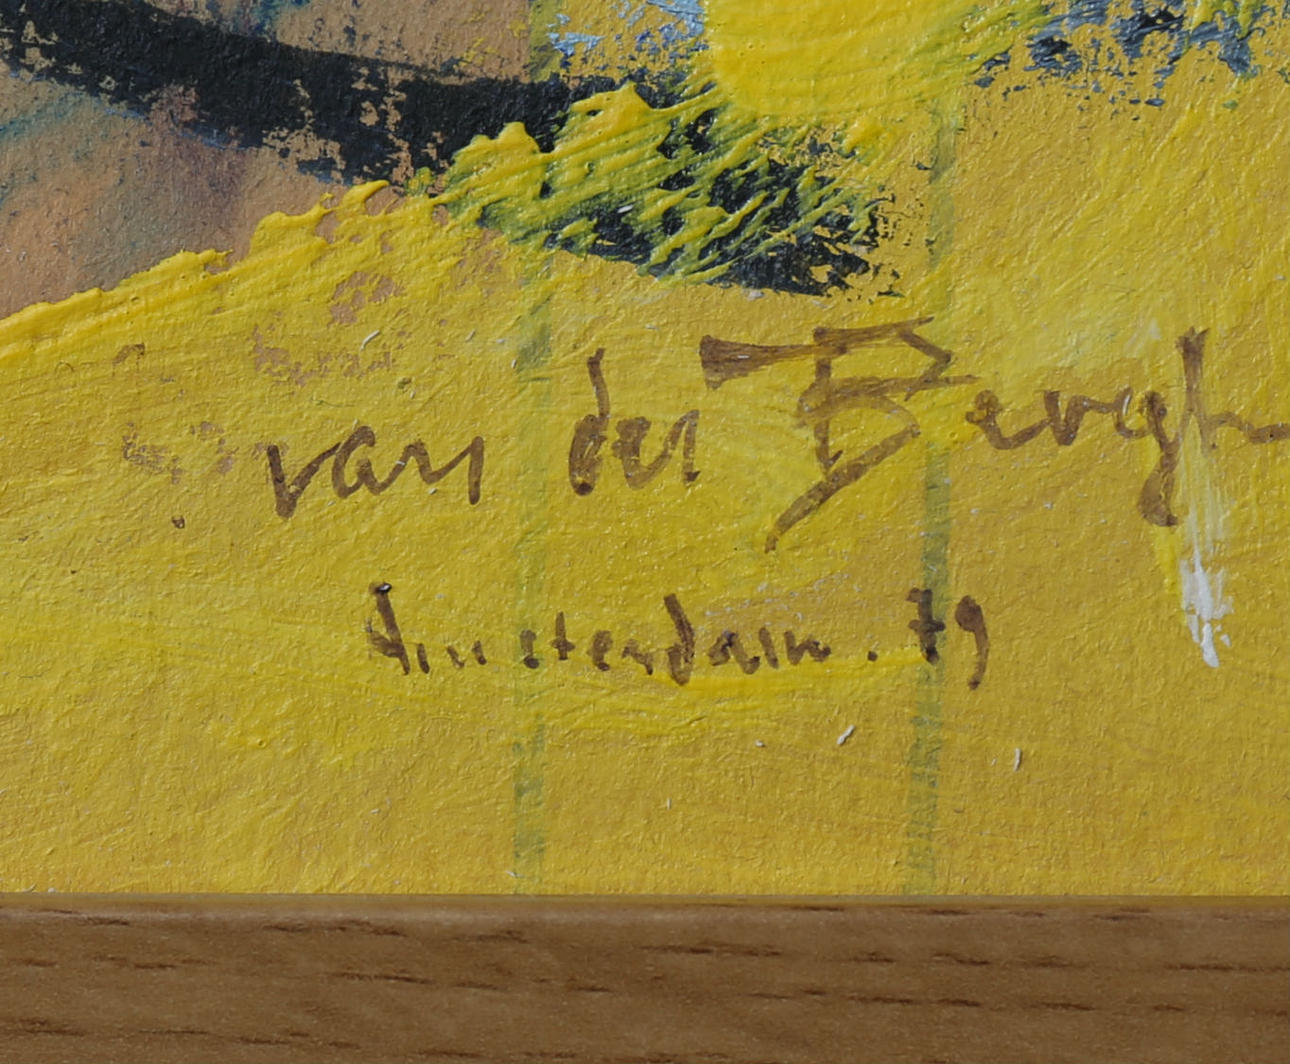 van der Bergh
Amsterdam. 79